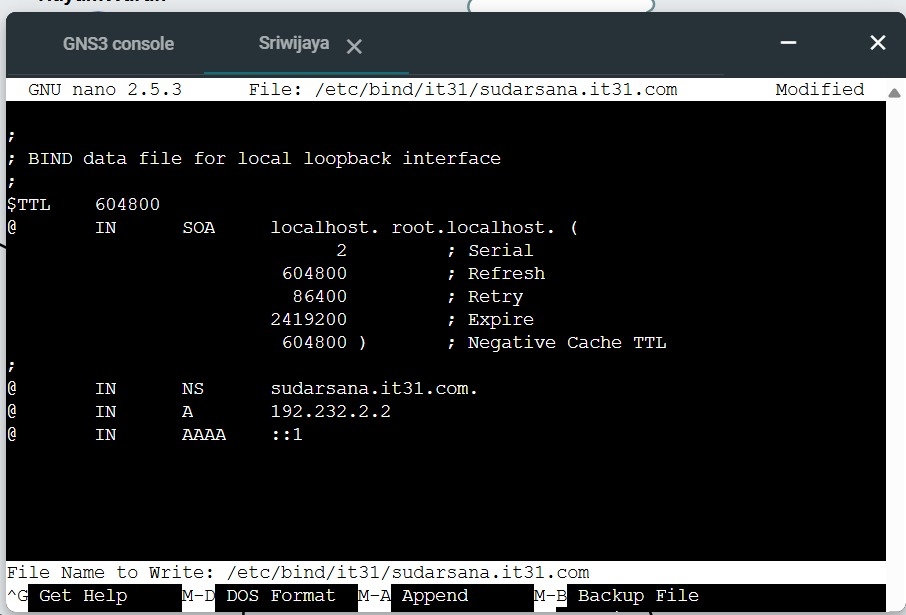 GNS3 console
Sriwijaya
GNU nano 2.5.3 File: /etc/bind/it31/sudarsana.it31.com Modified
;
; BIND data file for local loopback interface
;
$TTL 604800
@ IN SOA localhost. root.localhost. (
2 ; Serial
604800 ; Refresh
86400 ; Retry
2419200 ; Expire
604800 ) ; Negative Cache TTL
;
@ IN NS sudarsana.it31.com.
@ IN A 192.232.2.2
@ IN AAAA ::1
File Name to Write: /etc/bind/it31/sudarsana.it31.com
^G Get Help M-D DOS Format M-A Append M-B Backup File